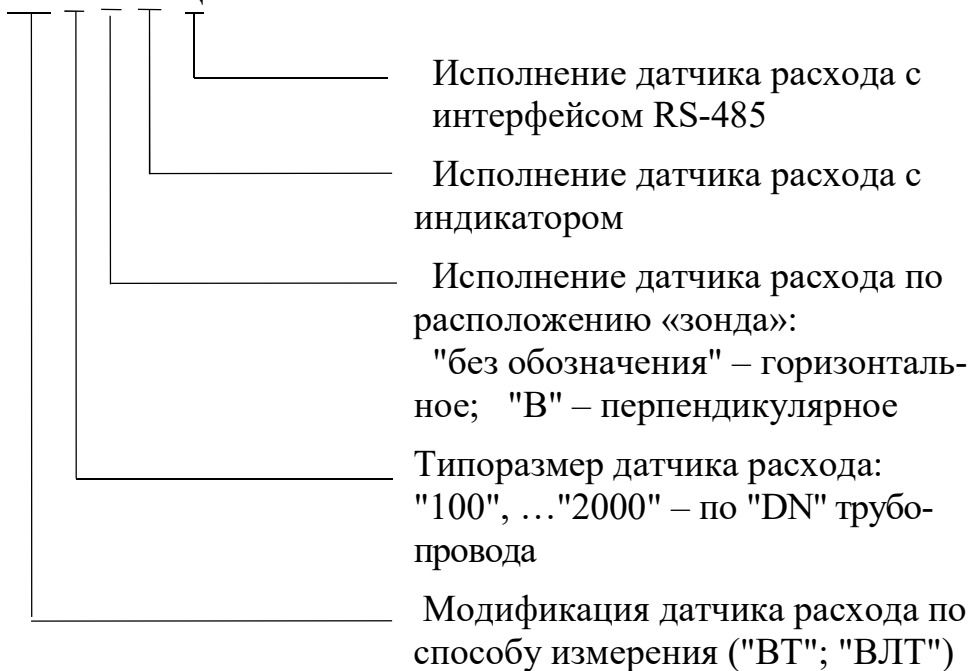 Исполнение датчика расхода с
интерфейсом RS-485
Исполнение датчика расхода с
индикатором
Исполнение датчика расхода по
расположению «зонда»:
"без обозначения" – горизонталь-
ное; "В" – перпендикулярное
Типоразмер датчика расхода:
"100", …"2000" – по "DN" трубо-
провода
Модификация датчика расхода по
способу измерения ("ВТ"; "ВЛТ")